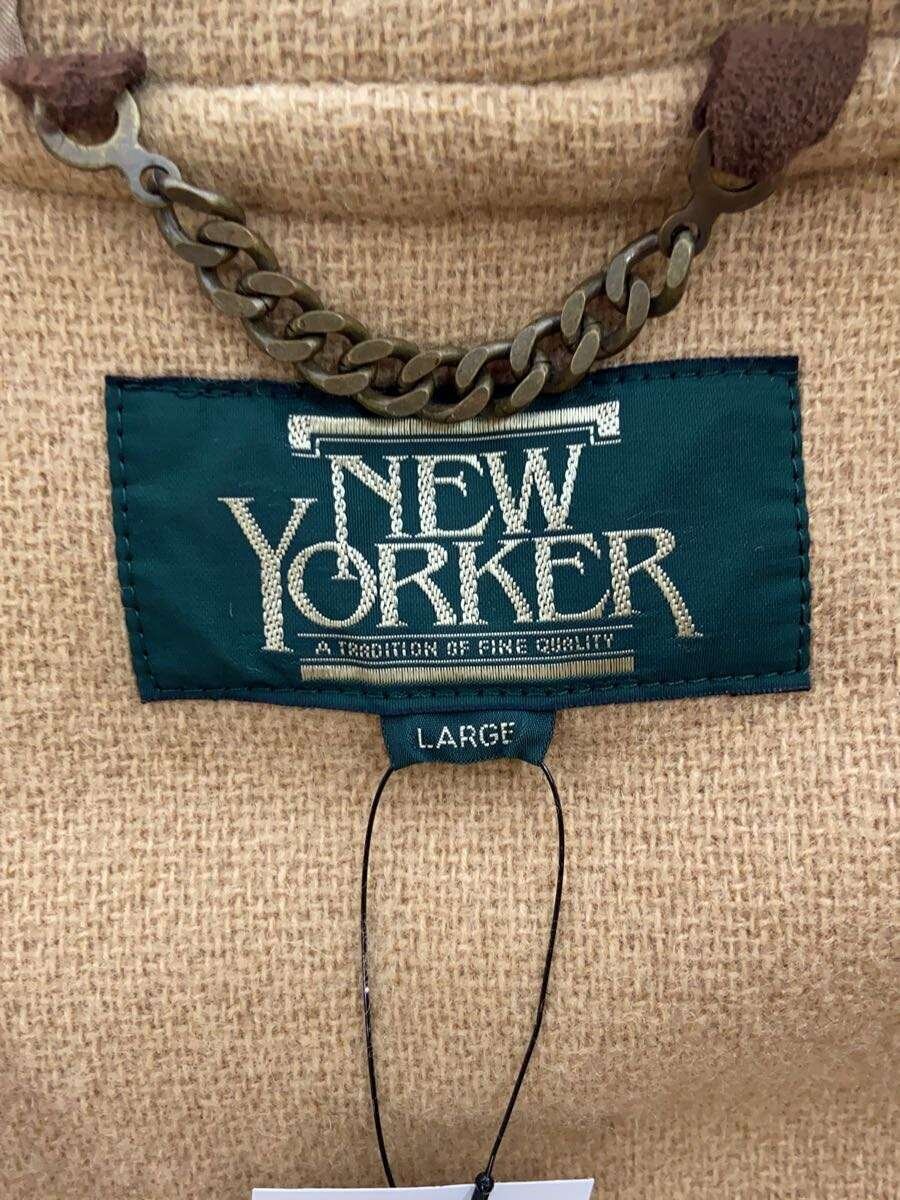 NEW
YORKER
A TRADITION OF FINE QUALITY
LARGE